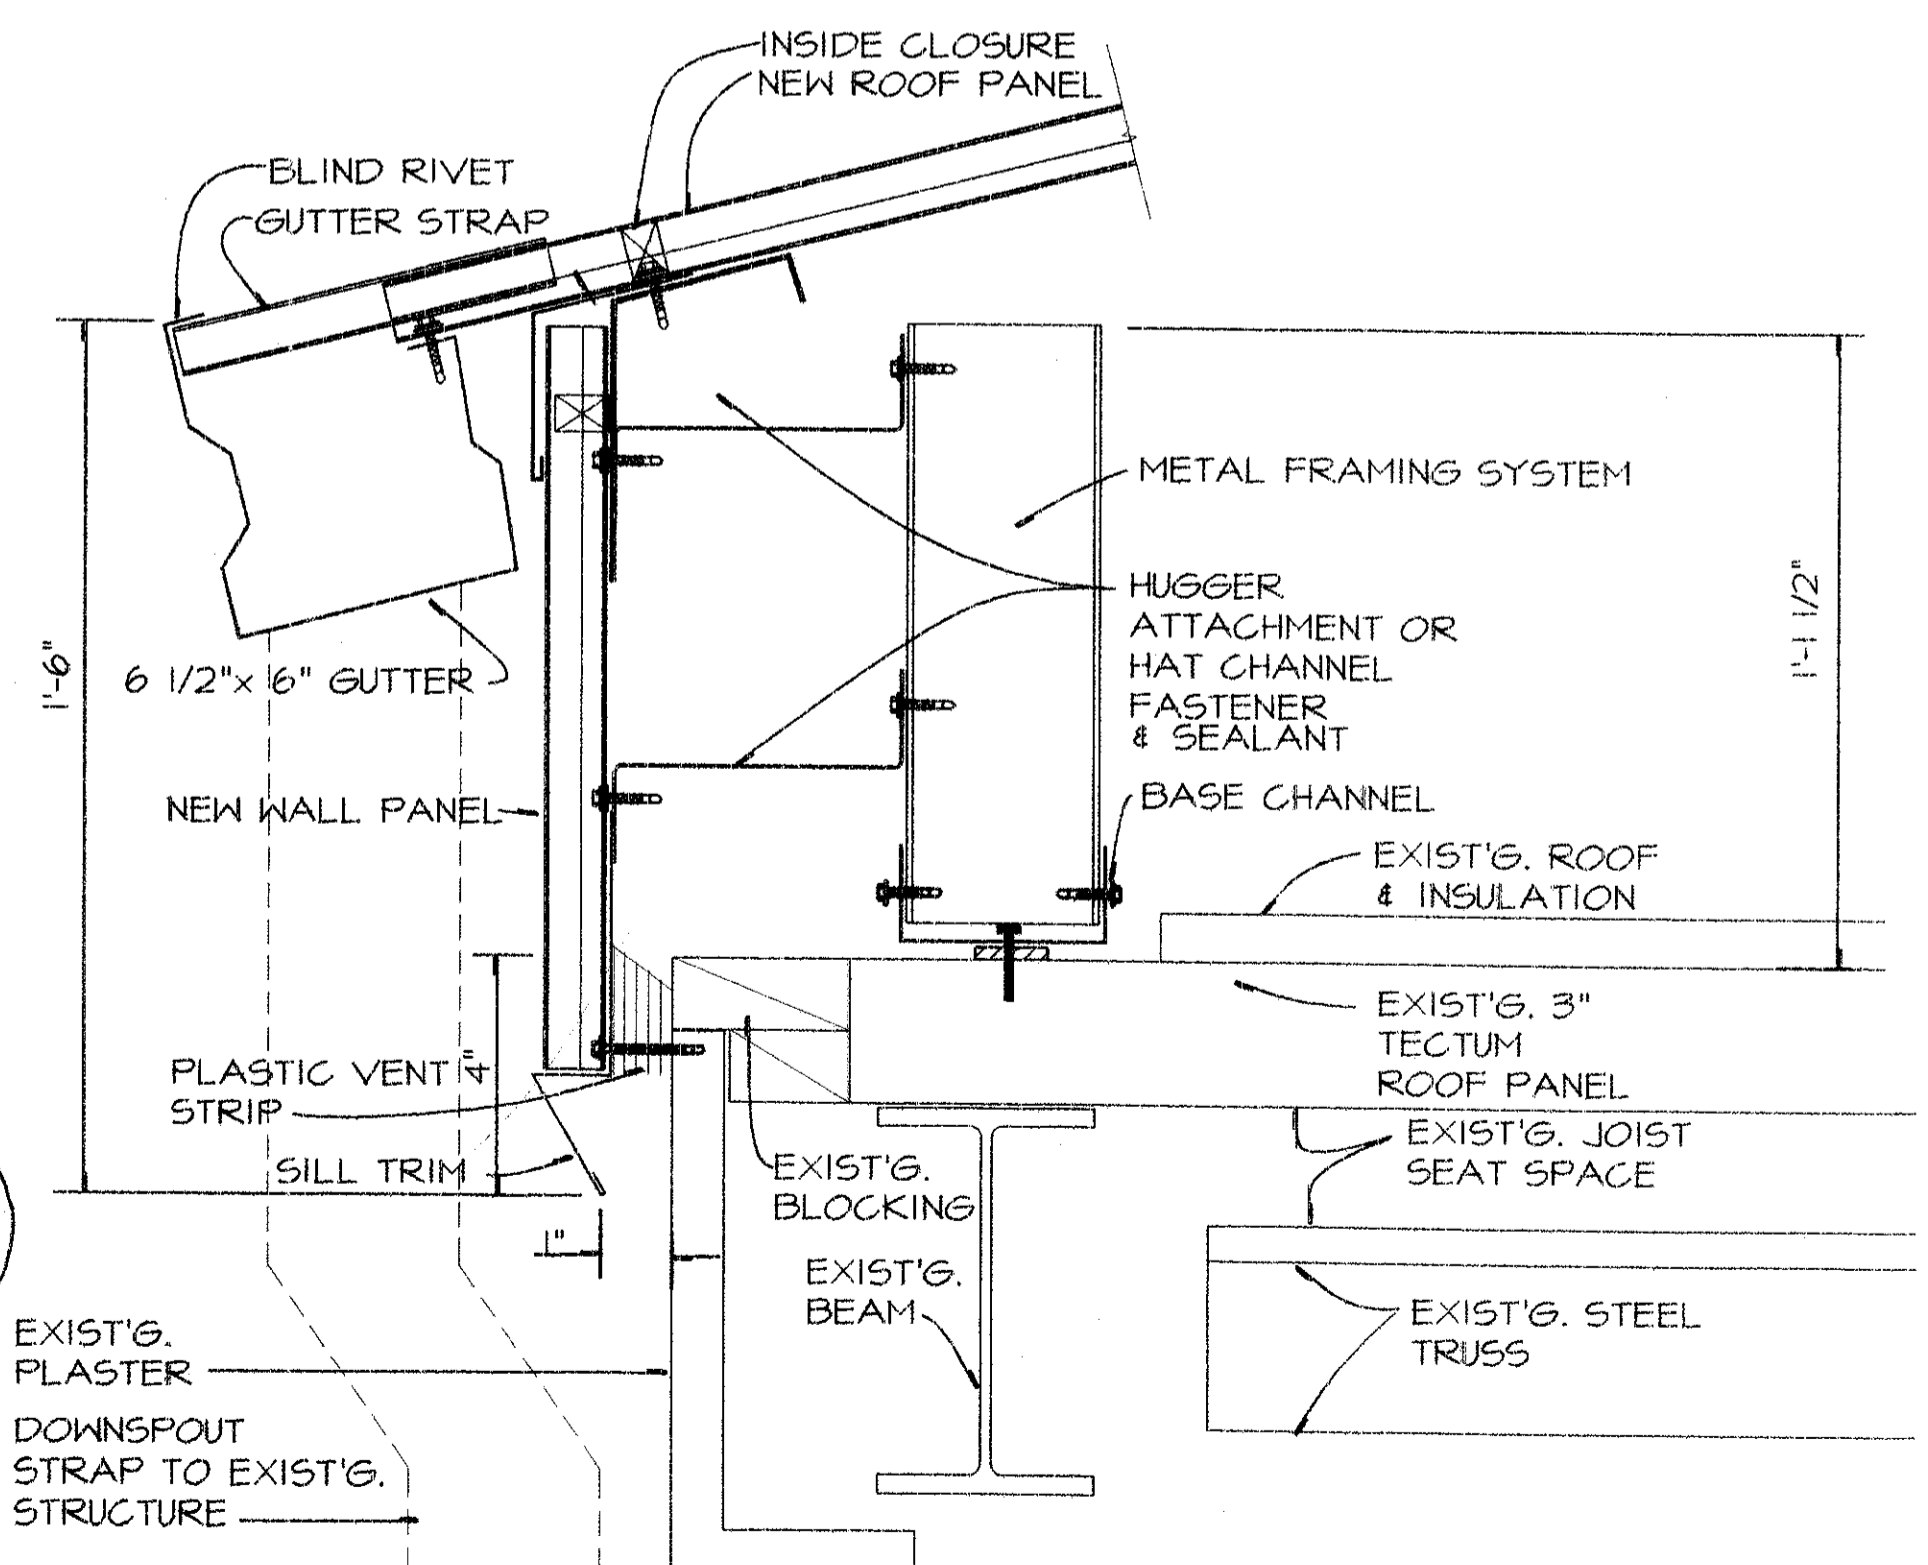 INSIDE CLOSURE
NEW ROOF PANEL
BLIND RIVET
GUTTER STRAP
METAL FRAMING SYSTEM
HUGGER
ATTACHMENT OR
HAT CHANNEL
FASTENER
& SEALANT
1'-1 1/2"
1'-6"
6 1/2"x 6" GUTTER
NEW WALL PANEL
BASE CHANNEL
EXIST'G. ROOF
& INSULATION
EXIST'G. 3"
TECTUM
ROOF PANEL
PLASTIC VENT
STRIP
4"
SILL TRIM
EXIST'G.
BLOCKING
EXIST'G. JOIST
SEAT SPACE
1"
EXIST'G.
BEAM
EXIST'G. STEEL
TRUSS
EXIST'G.
PLASTER
DOWNSPOUT
STRAP TO EXIST'G.
STRUCTURE